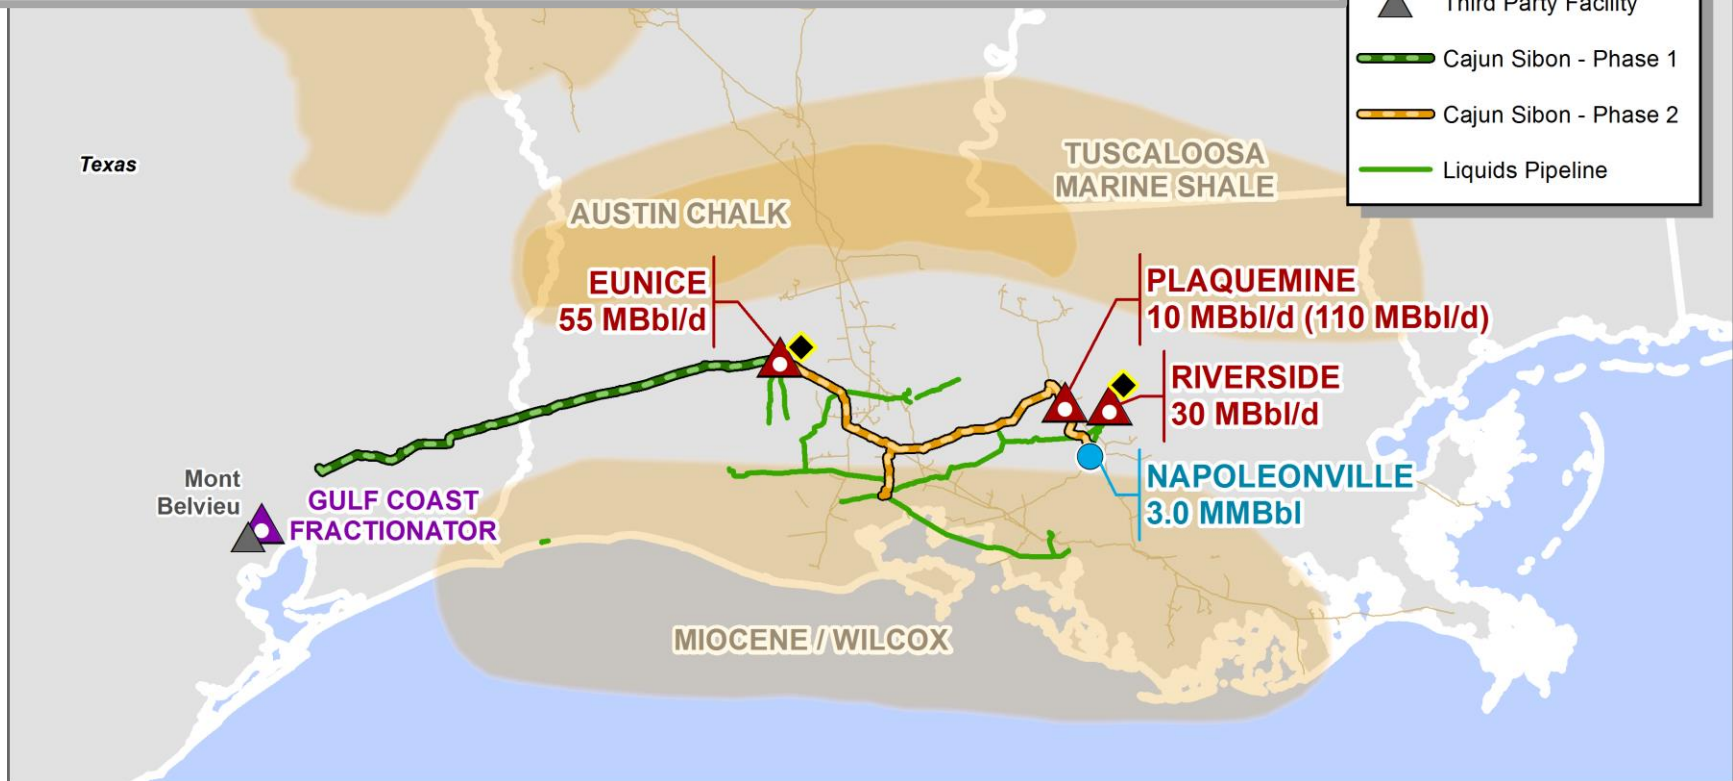 Third Party Facility
Cajun Sibon - Phase 1
Cajun Sibon - Phase 2
Liquids Pipeline
Texas
TUSCALOOSA
MARINE SHALE
AUSTIN CHALK
EUNICE
55 MBbl/d
PLAQUEMINE
10 MBbl/d (110 MBbl/d)
RIVERSIDE
30 MBbl/d
NAPOLEONVILLE
3.0 MMBbl
Mont
Belvieu
GULF COAST
FRACTIONATOR
MIOCENE / WILCOX